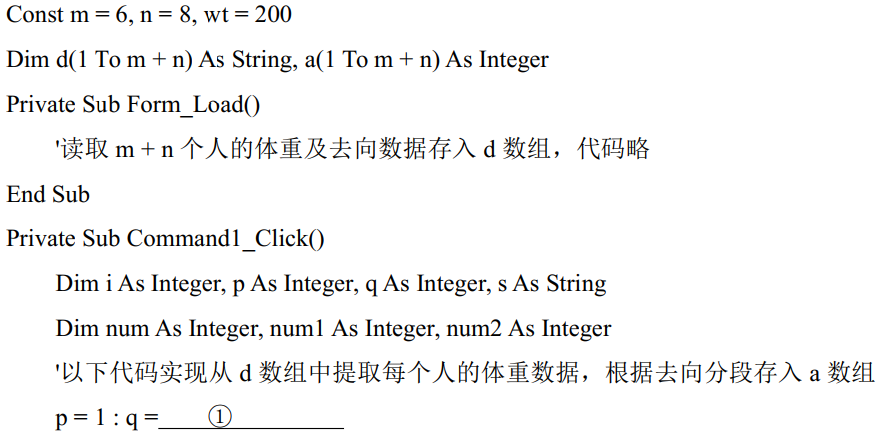 Const m = 6, n = 8, wt = 200
Dim d(1 To m + n) As String, a(1 To m + n) As Integer
Private Sub Form_Load()
'读取 m + n 个人的体重及去向数据存入 d 数组，代码略
End Sub
Private Sub Command1_Click()
Dim i As Integer, p As Integer, q As Integer, s As String
Dim num As Integer, num1 As Integer, num2 As Integer
'以下代码实现从 d 数组中提取每个人的体重数据，根据去向分段存入 a 数组
p = 1 : q =____①__________